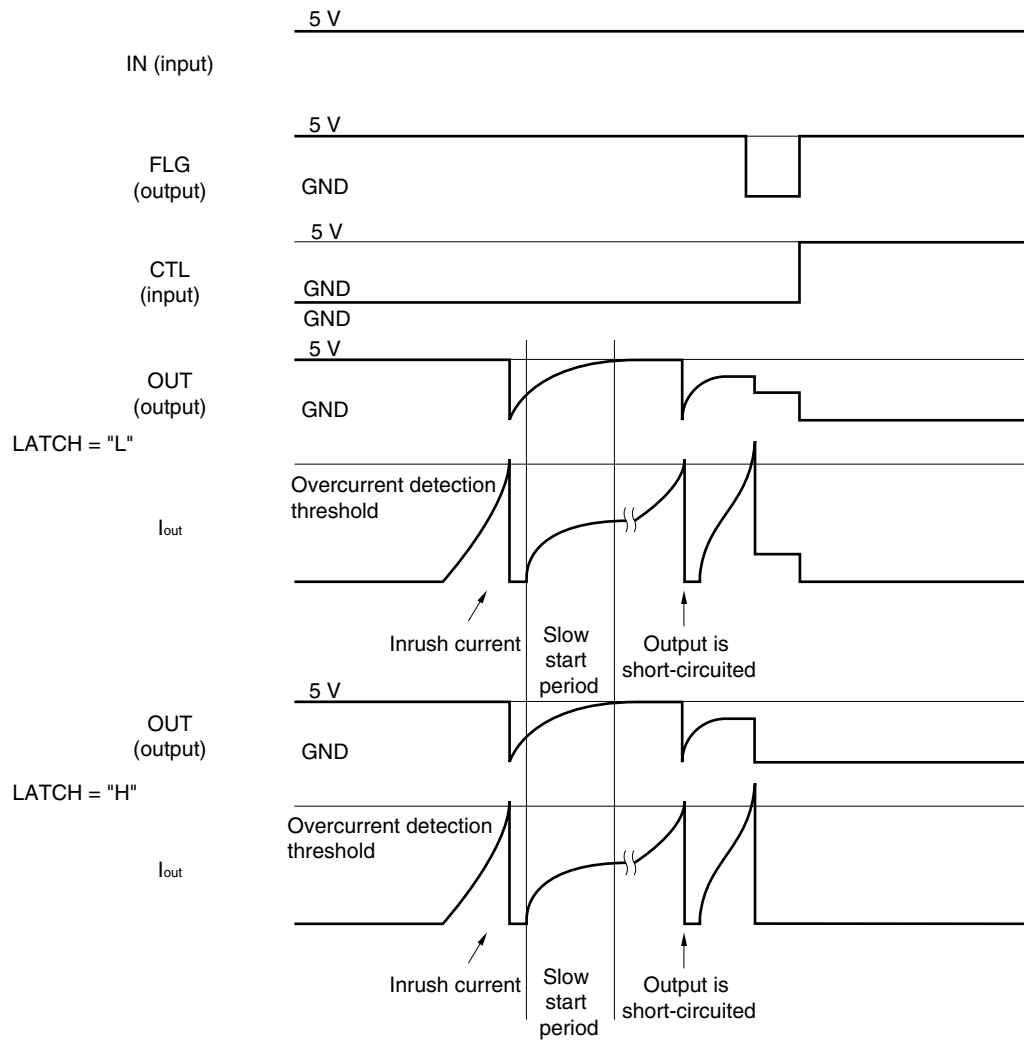 5 V
IN (input)
5 V
FLG
(output)
GND
5 V
CTL
(input)
GND
GND
5 V
OUT
(output)
GND
LATCH = "L"
Overcurrent detection
threshold
Iout
Inrush current
Slow
start
period
Output is
short-circuited
5 V
OUT
(output)
GND
LATCH = "H"
Overcurrent detection
threshold
Iout
Inrush current
Slow
start
period
Output is
short-circuited